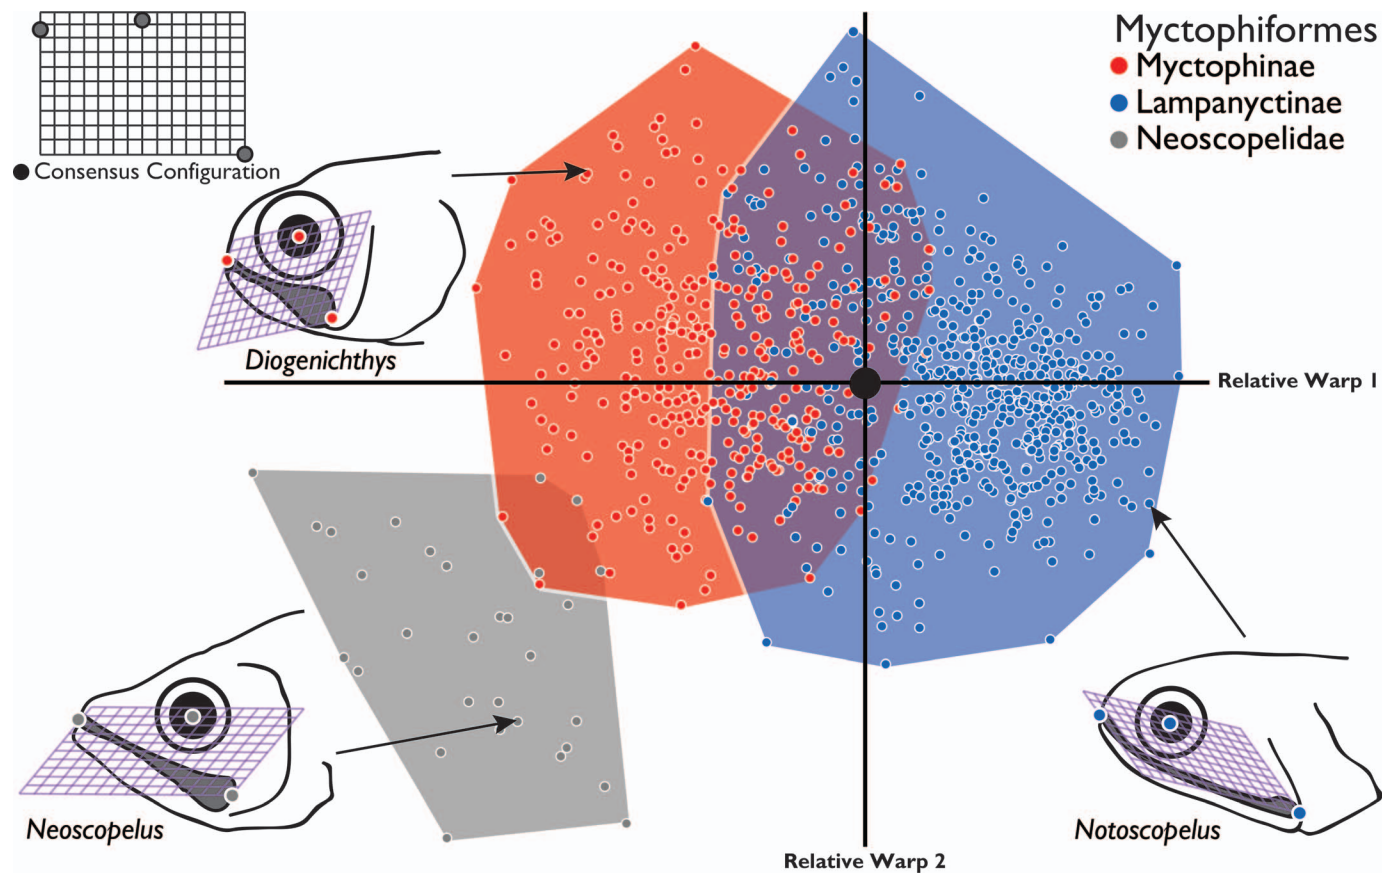 Myctophiformes
Myctophinae
Lampanyctinae
Neoscopelidae
Consensus Configuration
Diogenichthys
Relative Warp 1
Neoscopelus
Notoscopelus
Relative Warp 2